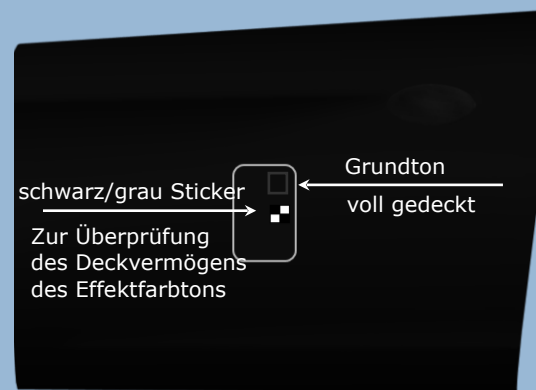 Grundton
schwarz/grau Sticker
voll gedeckt
Zur Überprüfung
des Deckvermögens
des Effektfarbtons